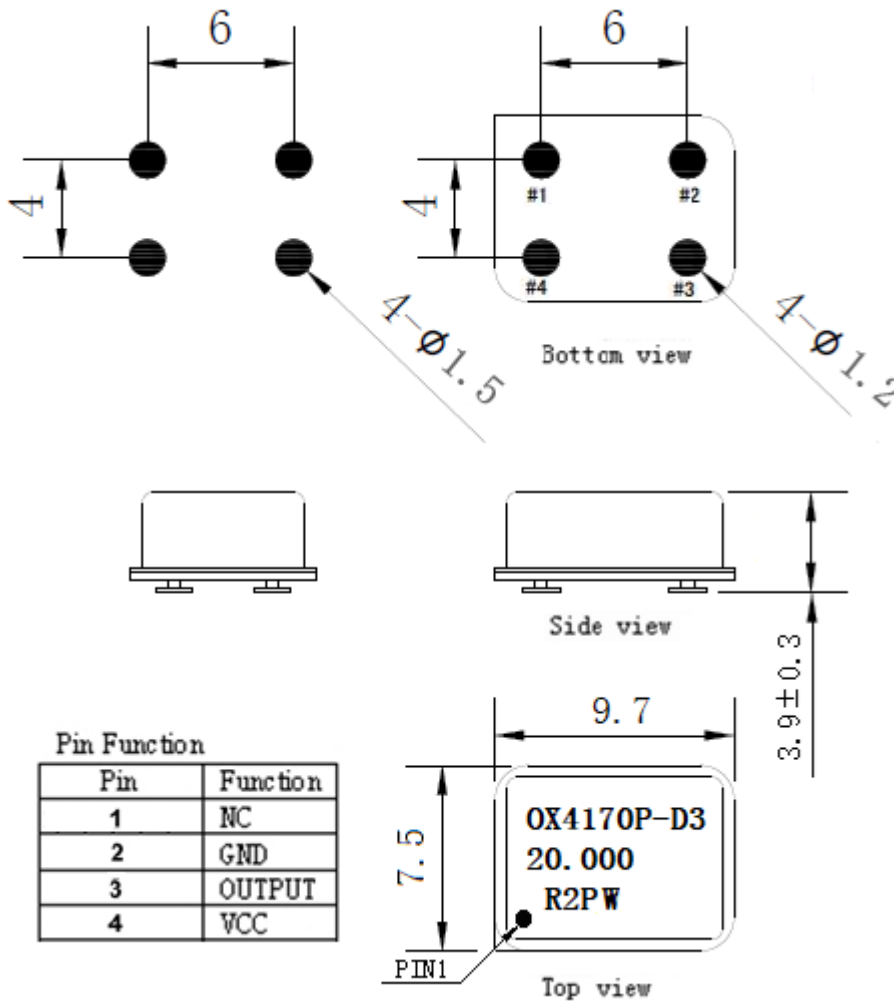 6
6
4
4
#1
#2
#4
#3
4-Ø1.5
4-Ø1.2
Bottom view
Side view
3.9±0.3
Pin Function
Pin Function
1 NC
2 GND
3 OUTPUT
4 VCC
9.7
7.5
OX4170P-D3
20.000
R2PW
PIN1
Top view